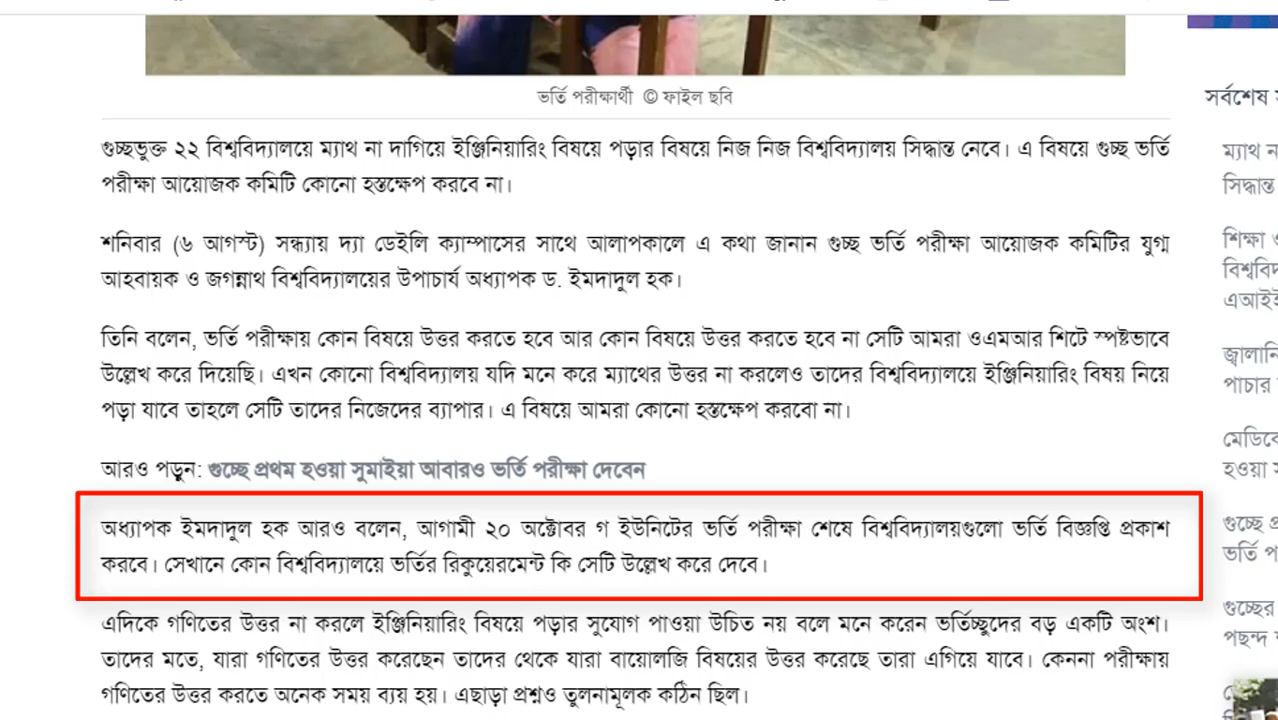 ভর্তি পরীক্ষার্থী © ফাইল ছবি
গুচ্ছভুক্ত ২২ বিশ্ববিদ্যালয়ে ম্যাথ না দাগিয়ে ইঞ্জিনিয়ারিং বিষয়ে পড়ার বিষয়ে নিজ নিজ বিশ্ববিদ্যালয় সিদ্ধান্ত নেবে। এ বিষয়ে গুচ্ছ ভর্তি
পরীক্ষা আয়োজক কমিটি কোনো হস্তক্ষেপ করবে না।
শনিবার (৬ আগস্ট) সন্ধ্যায় দ্যা ডেইলি ক্যাম্পাসের সাথে আলাপকালে এ কথা জানান গুচ্ছ ভর্তি পরীক্ষা আয়োজক কমিটির যুগ্ম
আহবায়ক ও জগন্নাথ বিশ্ববিদ্যালয়ের উপাচার্য অধ্যাপক ড. ইমদাদুল হক।
তিনি বলেন, ভর্তি পরীক্ষায় কোন বিষয়ে উত্তর করতে হবে আর কোন বিষয়ে উত্তর করতে হবে না সেটি আমরা ওএমআর শিটে স্পষ্টভাবে
উল্লেখ করে দিয়েছি। এখন কোনো বিশ্ববিদ্যালয় যদি মনে করে ম্যাথের উত্তর না করলেও তাদের বিশ্ববিদ্যালয়ে ইঞ্জিনিয়ারিং বিষয় নিয়ে
পড়া যাবে তাহলে সেটি তাদের নিজেদের ব্যাপার। এ বিষয়ে আমরা কোনো হস্তক্ষেপ করবো না।
আরও পড়ুন: গুচ্ছে প্রথম হওয়া সুমাইয়া আবারও ভর্তি পরীক্ষা দেবেন
অধ্যাপক ইমদাদুল হক আরও বলেন, আগামী ২০ অক্টোবর গ ইউনিটের ভর্তি পরীক্ষা শেষে বিশ্ববিদ্যালয়গুলো ভর্তি বিজ্ঞপ্তি প্রকাশ
করবে। সেখানে কোন বিশ্ববিদ্যালয়ে ভর্তির রিকুয়েরমেন্ট কি সেটি উল্লেখ করে দেবে।
এদিকে গণিতের উত্তর না করলে ইঞ্জিনিয়ারিং বিষয়ে পড়ার সুযোগ পাওয়া উচিত নয় বলে মনে করেন ভর্তিচ্ছুদের বড় একটি অংশ।
তাদের মতে, যারা গণিতের উত্তর করেছেন তাদের থেকে যারা বায়োলজি বিষয়ের উত্তর করেছে তারা এগিয়ে যাবে। কেননা পরীক্ষায়
গণিতের উত্তর করতে অনেক সময় ব্যয় হয়। এছাড়া প্রশ্নও তুলনামূলক কঠিন ছিল।
সর্বশেষ
ম্যাথ
সিদ্ধান্ত
শিক্ষা
জ্বালানি
পাচার
হওয়া
গুচ্ছে
ভর্তি
গুচ্ছের
পছন্দ